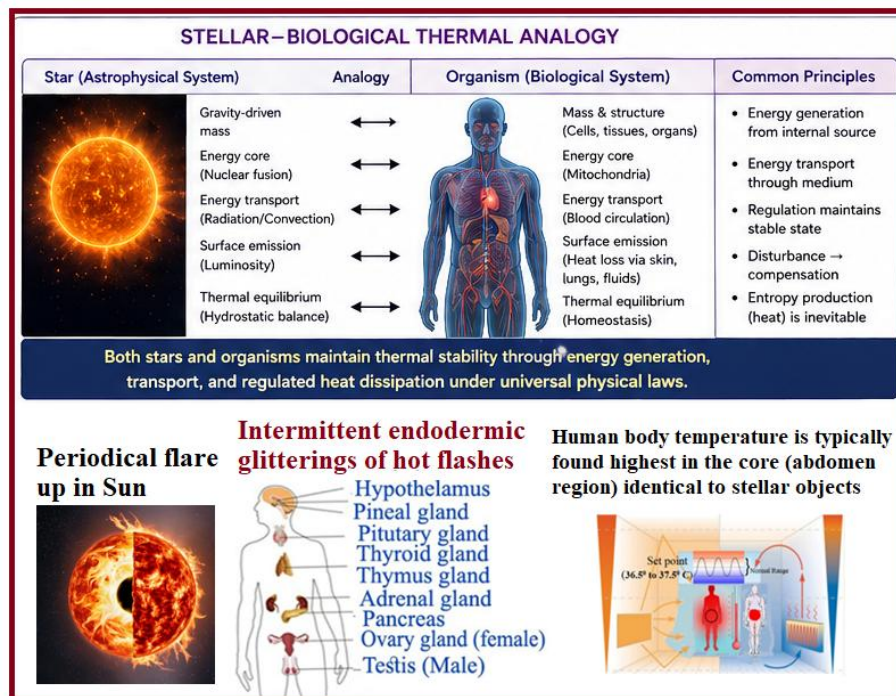 STELLAR–BIOLOGICAL THERMAL ANALOGY
Star (Astrophysical System)
Analogy
Organism (Biological System)
Common Principles
Gravity-driven
mass
Mass & structure
(Cells, tissues, organs)
Energy core
(Nuclear fusion)
Energy core
(Mitochondria)
Energy transport
(Radiation/Convection)
Energy transport
(Blood circulation)
Surface emission
(Luminosity)
Surface emission
(Heat loss via skin,
lungs, fluids)
Thermal equilibrium
(Hydrostatic balance)
Thermal equilibrium
(Homeostasis)
• Energy generation
from internal source
• Energy transport
through medium
• Regulation maintains
stable state
• Disturbance →
compensation
• Entropy production
(heat) is inevitable
Both stars and organisms maintain thermal stability through energy generation,
transport, and regulated heat dissipation under universal physical laws.
Periodical flare
up in Sun
Intermittent endodermic
glitterings of hot flashes
Hypothelamus
Pineal gland
Pitutary gland
Thyroid gland
Thymus gland
Adrenal gland
Pancreas
Ovary gland (female)
Testis (Male)
Human body temperature is typically
found highest in the core (abdomen
region) identical to stellar objects
Set point
(36.5⁰ to 37.5⁰ C)
Normal Range